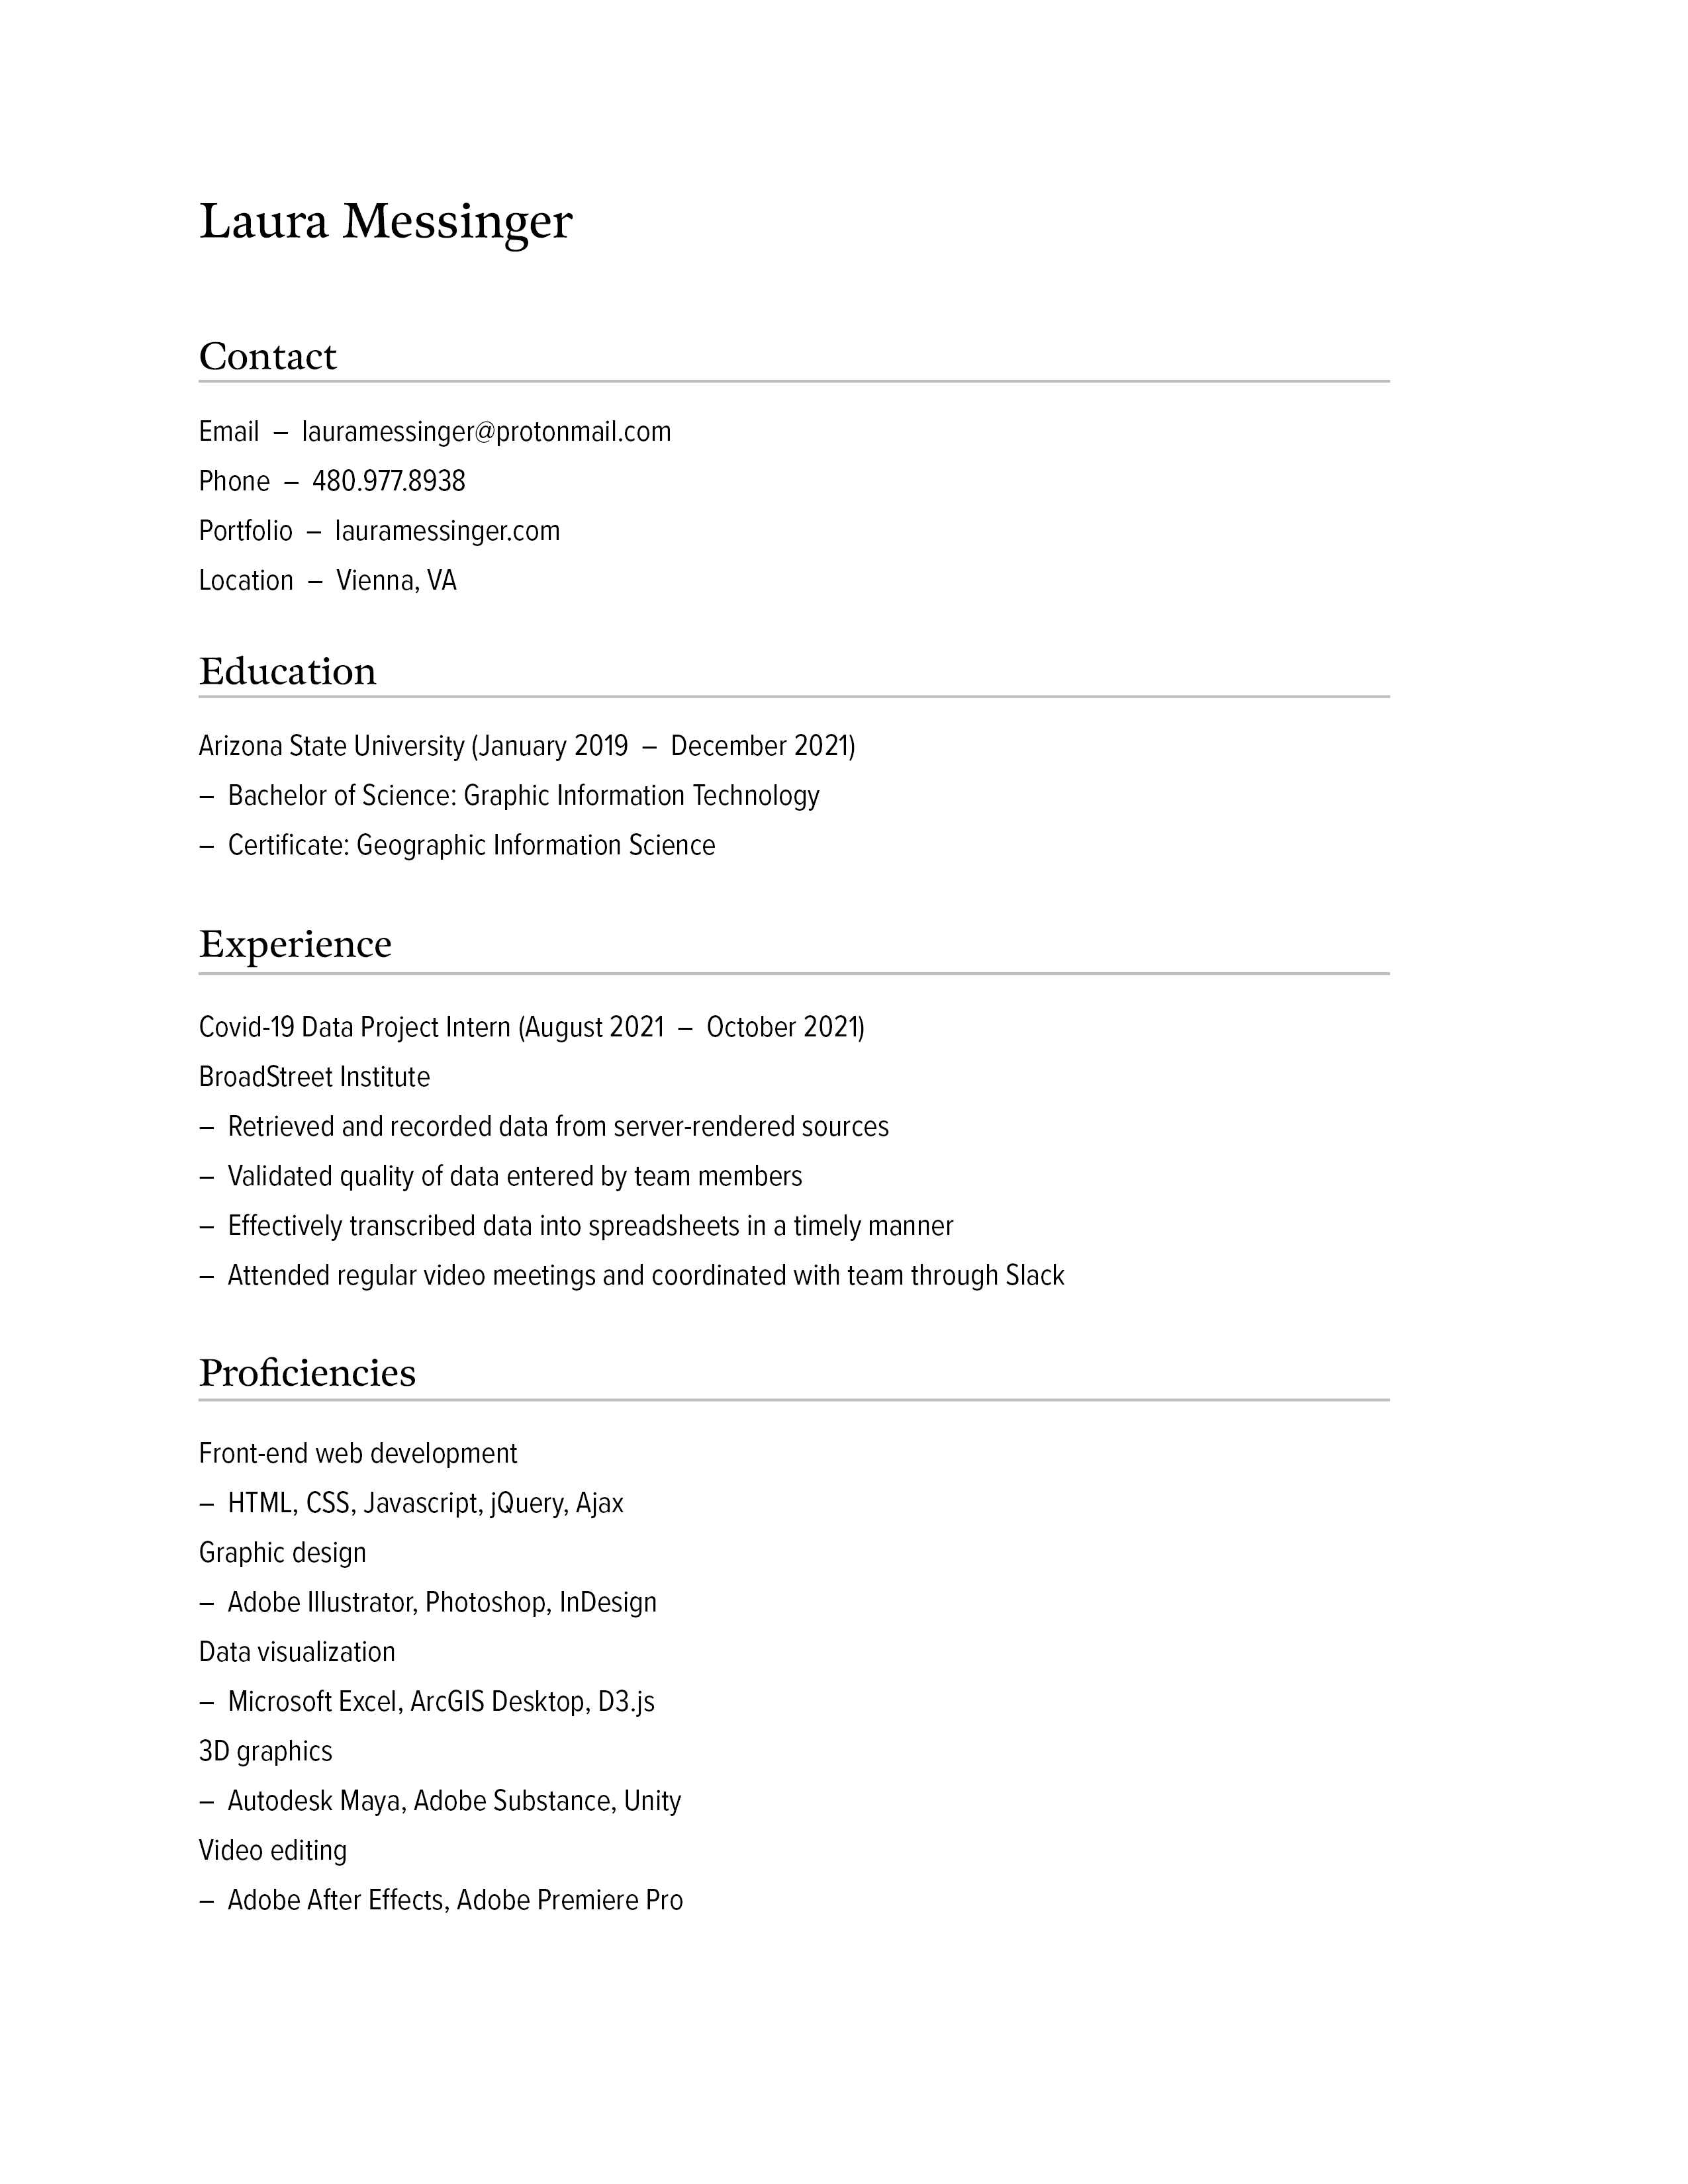 Laura Messinger
Contact
Email – lauramessinger@protonmail.com
Phone – 480.977.8938
Portfolio – lauramessinger.com
Location – Vienna, VA
Education
Arizona State University (January 2019 – December 2021)
– Bachelor of Science: Graphic Information Technology
– Certificate: Geographic Information Science
Experience
Covid-19 Data Project Intern (August 2021 – October 2021)
BroadStreet Institute
– Retrieved and recorded data from server-rendered sources
– Validated quality of data entered by team members
– Effectively transcribed data into spreadsheets in a timely manner
– Attended regular video meetings and coordinated with team through Slack
Proficiencies
Front-end web development
– HTML, CSS, Javascript, jQuery, Ajax
Graphic design
– Adobe Illustrator, Photoshop, InDesign
Data visualization
– Microsoft Excel, ArcGIS Desktop, D3.js
3D graphics
– Autodesk Maya, Adobe Substance, Unity
Video editing
– Adobe After Effects, Adobe Premiere Pro